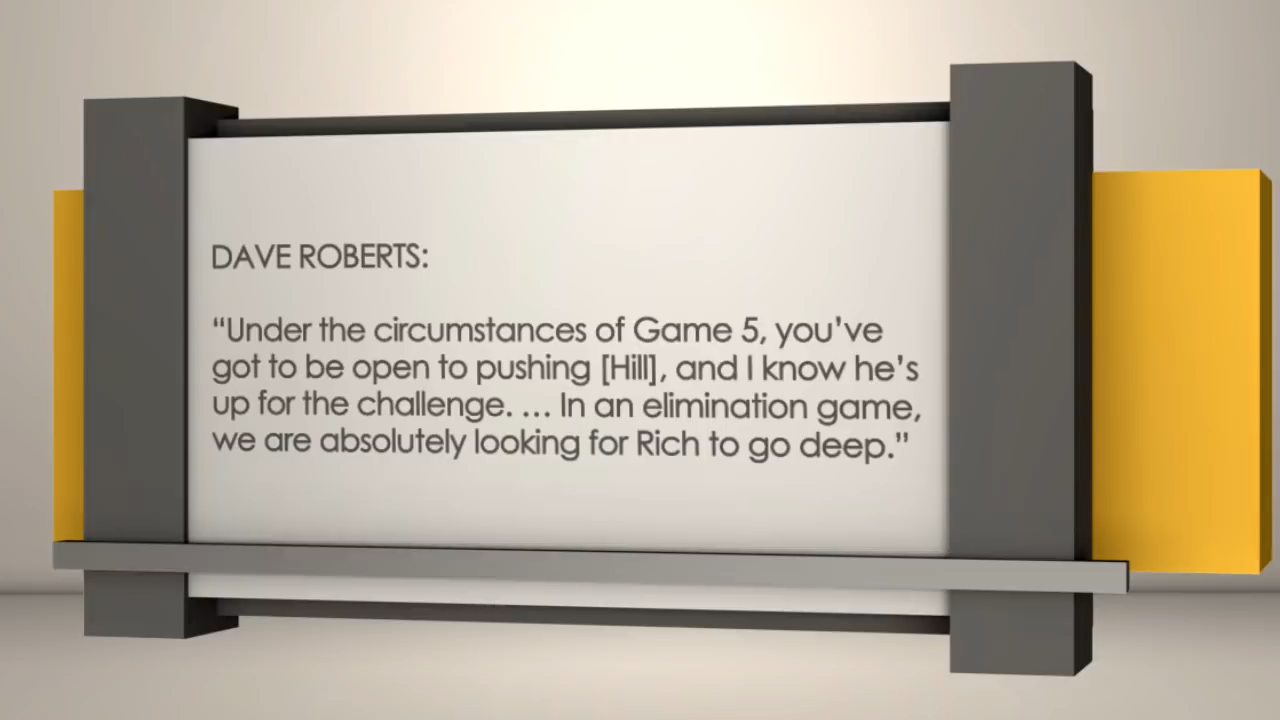 DAVE ROBERTS:
“Under the circumstances of Game 5, you’ve
got to be open to pushing [Hill], and I know he’s
up for the challenge. ... In an elimination game,
we are absolutely looking for Rich to go deep.”